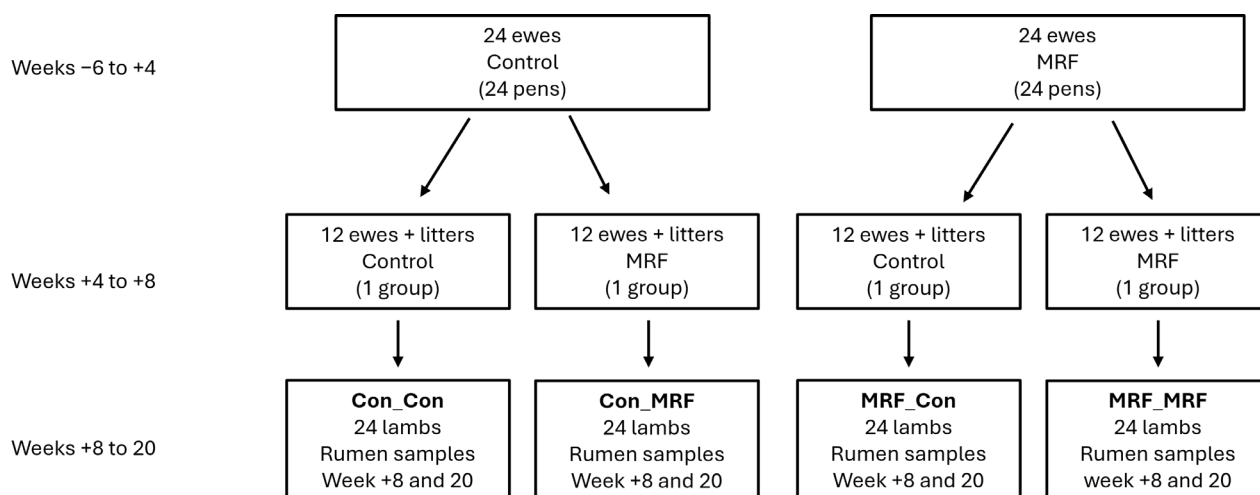 Weeks −6 to +4
24 ewes
Control
(24 pens)
24 ewes
MRF
(24 pens)
Weeks +4 to +8
12 ewes + litters
Control
(1 group)
12 ewes + litters
MRF
(1 group)
12 ewes + litters
Control
(1 group)
12 ewes + litters
MRF
(1 group)
Weeks +8 to 20
Con_Con
24 lambs
Rumen samples
Week +8 and 20
Con_MRF
24 lambs
Rumen samples
Week +8 and 20
MRF_Con
24 lambs
Rumen samples
Week +8 and 20
MRF_MRF
24 lambs
Rumen samples
week +8 and 20